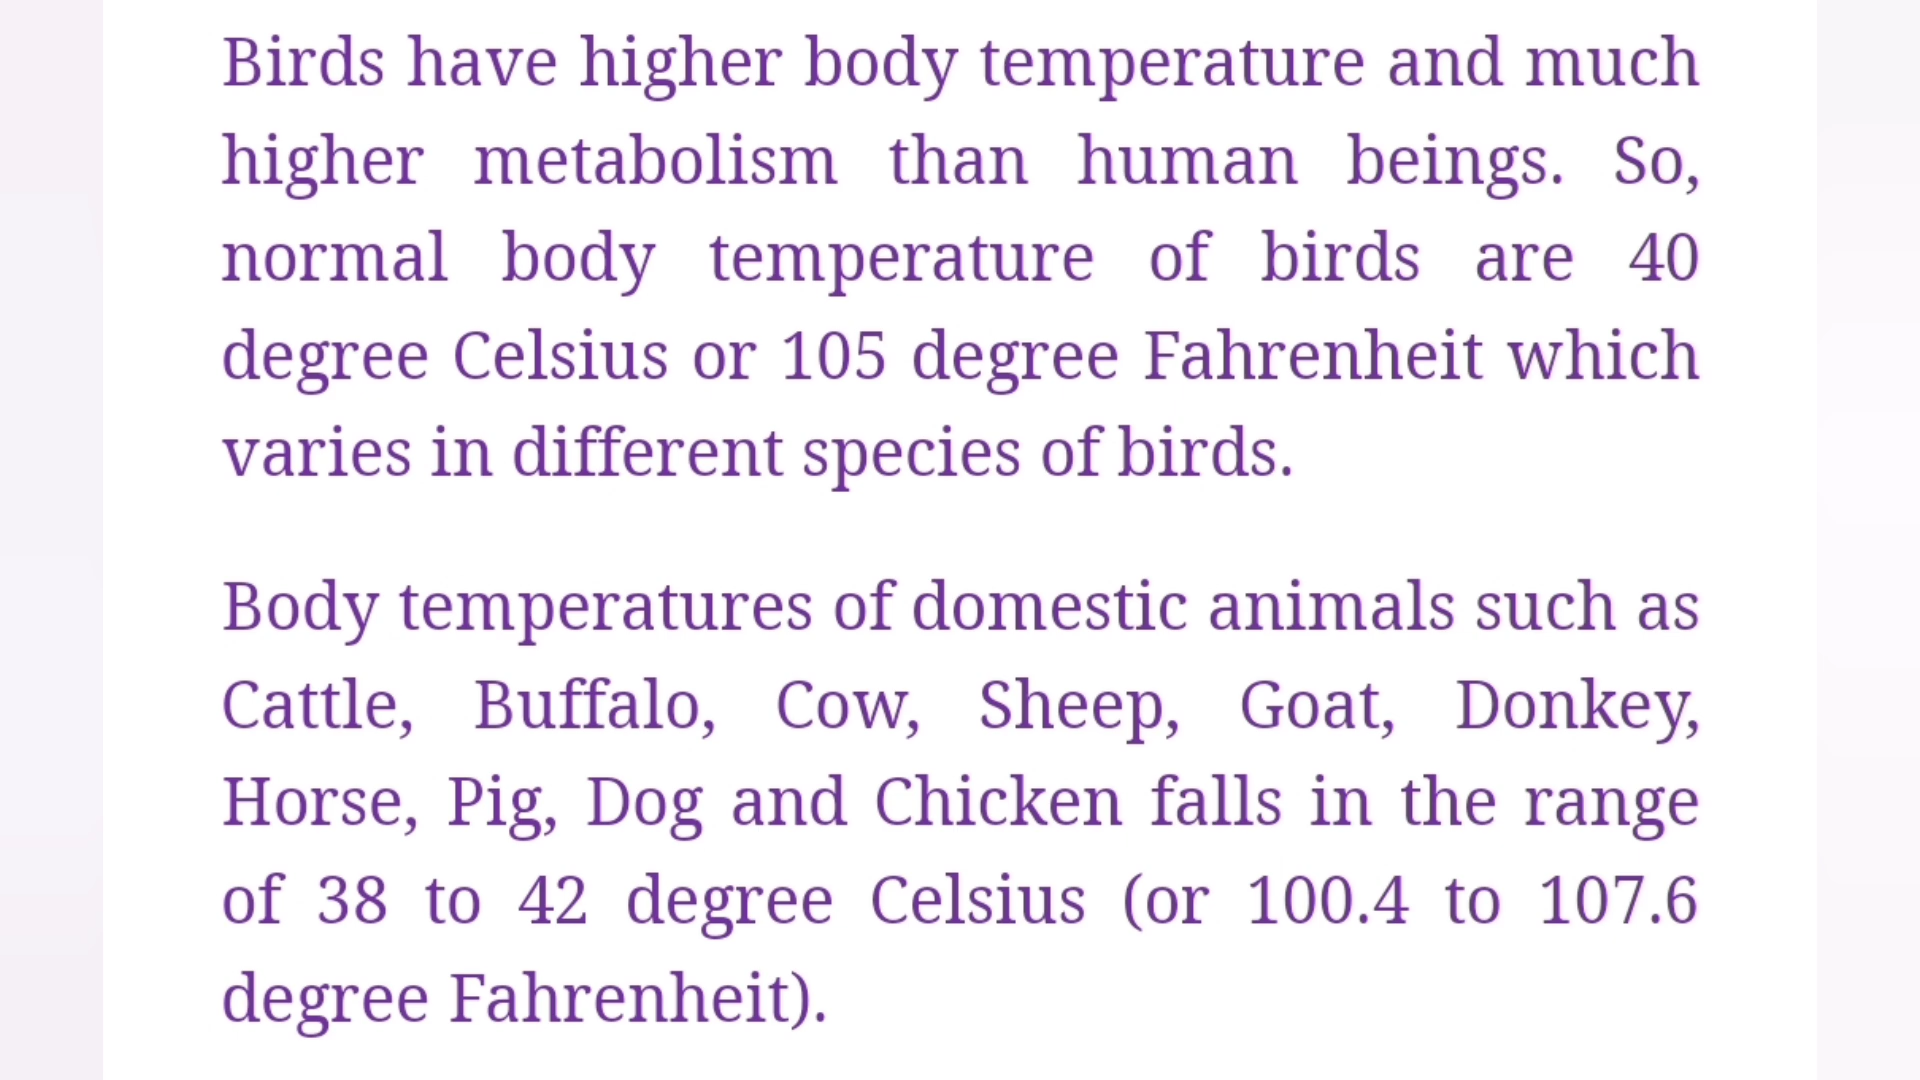 Birds have higher body temperature and much
higher metabolism than human beings. So,
normal body temperature of birds are 40
degree Celsius or 105 degree Fahrenheit which
varies in different species of birds.
Body temperatures of domestic animals such as
Cattle, Buffalo, Cow, Sheep, Goat, Donkey,
Horse, Pig, Dog and Chicken falls in the range
of 38 to 42 degree Celsius (or 100.4 to 107.6
degree Fahrenheit).